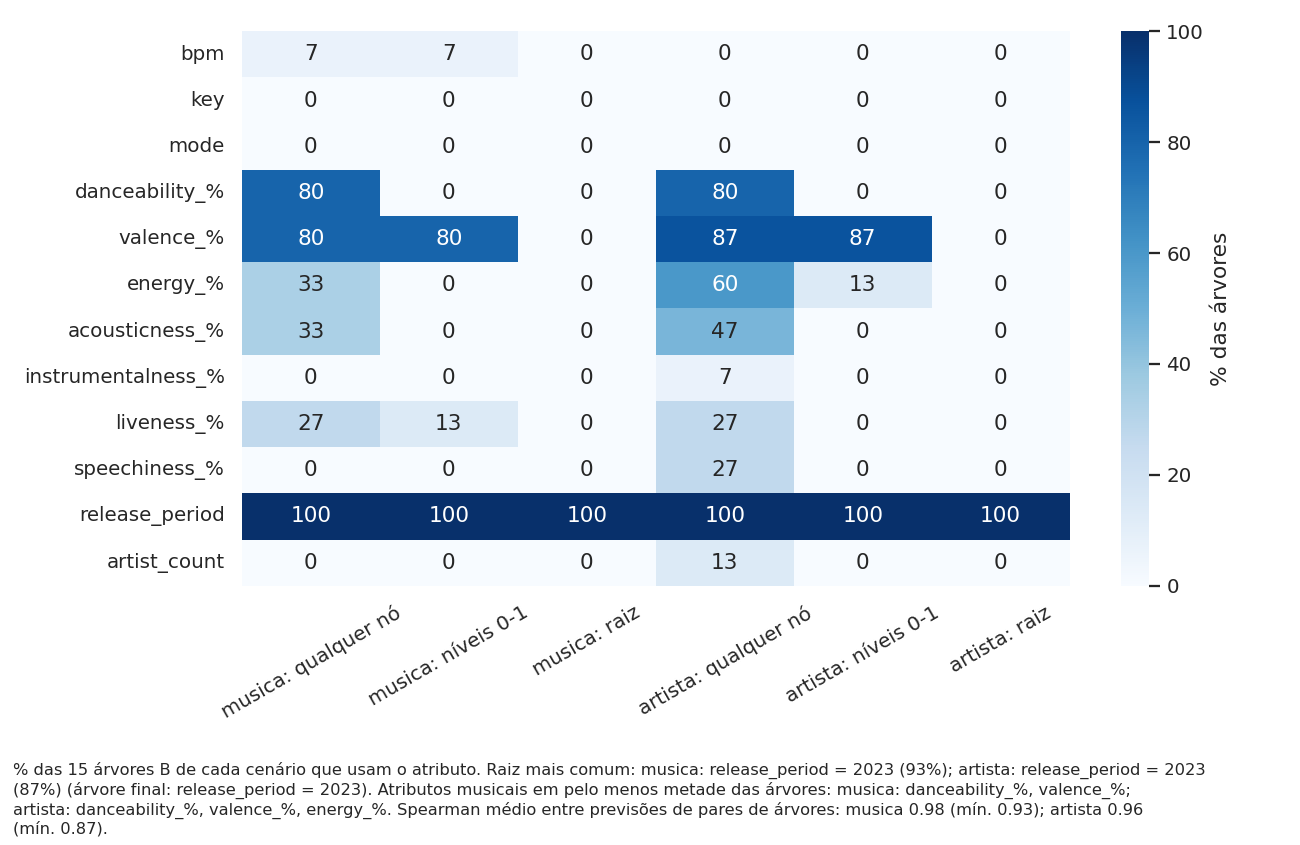 bpm 7 7 0 0 0 0
key 0 0 0 0 0 0
mode 0 0 0 0 0 0
danceability_% 80 0 0 80 0 0
valence_% 80 80 0 87 87 0
energy_% 33 0 0 60 13 0
acousticness_% 33 0 0 47 0 0
instrumentalness_% 0 0 0 7 0 0
liveness_% 27 13 0 27 0 0
speechiness_% 0 0 0 27 0 0
release_period 100 100 100 100 100 100
artist_count 0 0 0 13 0 0
musica: qualquer nó
musica: níveis 0-1
musica: raiz
artista: qualquer nó
artista: níveis 0-1
artista: raiz
100
80
60
40
20
0
% das árvores
% das 15 árvores B de cada cenário que usam o atributo. Raiz mais comum: musica: release_period = 2023 (93%); artista: release_period = 2023
(87%) (árvore final: release_period = 2023). Atributos musicais em pelo menos metade das árvores: musica: danceability_%, valence_%;
artista: danceability_%, valence_%, energy_%. Spearman médio entre previsões de pares de árvores: musica 0.98 (mín. 0.93); artista 0.96
(mín. 0.87).